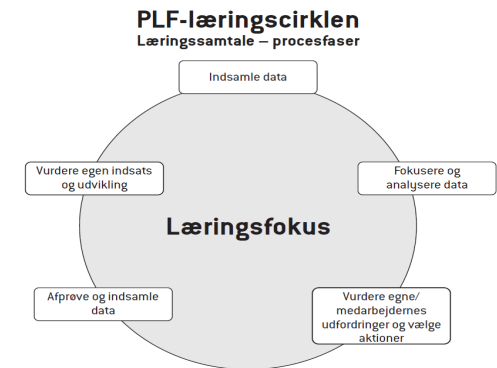 PLF-læringscirklen
Læringssamtale – procesfaser
Indsamle data
Vurdere egen indsats
og udvikling
Fokusere og
analysere data
Læringsfokus
Afprøve og indsamle
data
Vurdere egne/
medarbejdernes
udfordringer og vælge
aktioner